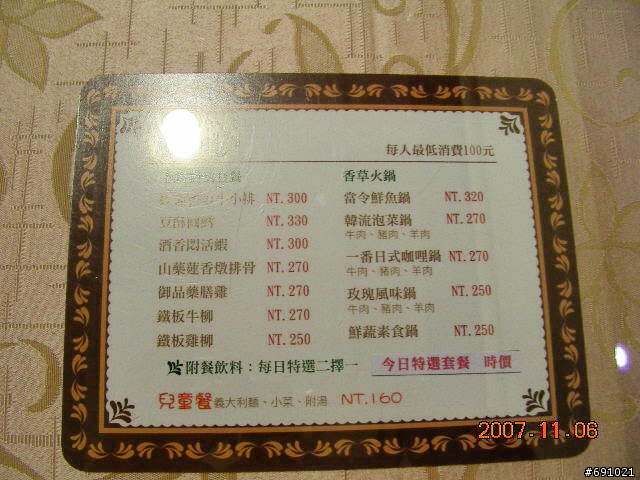 每人最低消費100元
香草火鍋
牛小排 NT.300
NT.330
酒香悶活蝦 NT.300
山藥蓮香燉排骨 NT.270
御品藥膳雞 NT.270
鐵板牛柳 NT.270
鐵板雞柳 NT.250
當令鮮魚鍋 NT.320
韓流泡菜鍋 NT.270
牛肉、豬肉、羊肉
一番日式咖哩鍋 NT.270
牛肉、豬肉、羊肉
玫瑰風味鍋 NT.250
牛肉、豬肉、羊肉
鮮蔬素食鍋 NT.250
附餐飲料：每日特選二擇一 今日特選套餐 時價
兒童餐 義大利麵、小菜、附湯 NT.160
2007.11.06
#691021